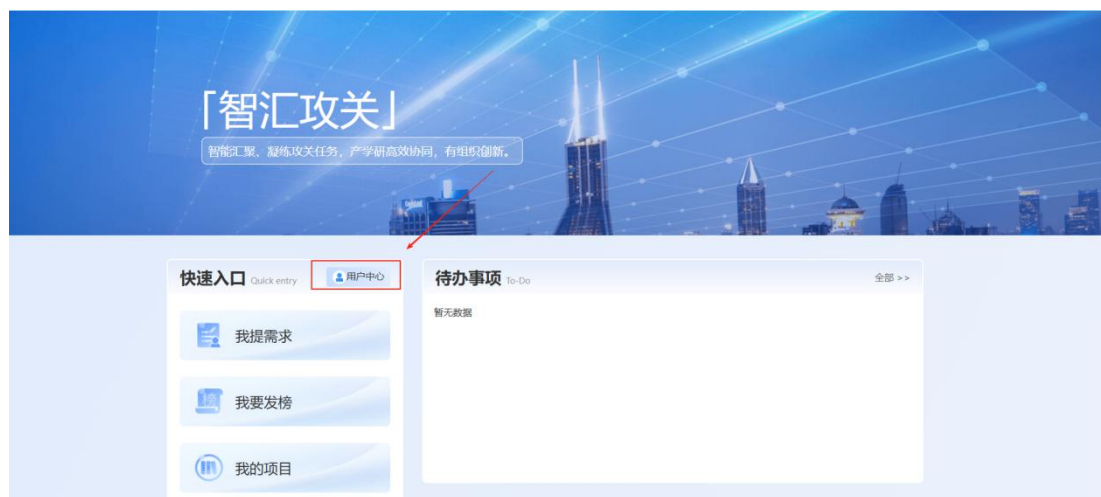 「智汇攻关」
智能汇聚、凝练攻关任务，产学研高效协同，有组织创新。
快速入口 Quick entry 用户中心
待办事项 To-Do 全部 >>
暂无数据
我提需求
我要发榜
我的项目